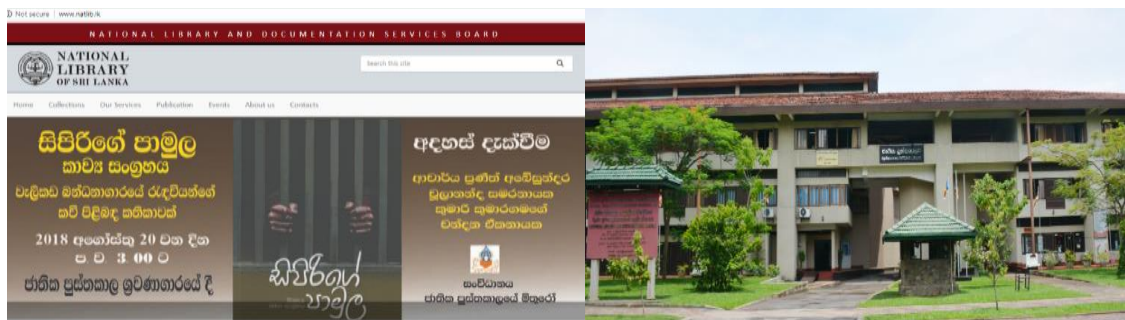 Not secure | www.natlib.lk
NATIONAL LIBRARY AND DOCUMENTATION SERVICES BOARD
NATIONAL
LIBRARY
OF SRI LANKA
Search this site
Home Collections Our Services Publication Events About us Contacts
සිපිරිගේ පාමුල
කාව්‍ය සංග්‍රහය
වැලිකඩ බන්ධනාගාරයේ රැඳවියන්ගේ
කවි පිළිබඳ කතිකාවක්
2018 අගෝස්තු 20 වන දින
ප. ව. 3.00 ට
ජාතික පුස්තකාල ශ්‍රවණාගාරයේ දී
සිපිරිගේ
පාමුල
අදහස් දැක්වීම
ආචාර්ය ප්‍රණීත් අභේසුන්දර
චූලානන්ද සමරනායක
කුමාරි කුමාරගමගේ
චන්දන ඒකනායක
සංවිධානය
ජාතික පුස්තකාලයේ මිතුරෝ